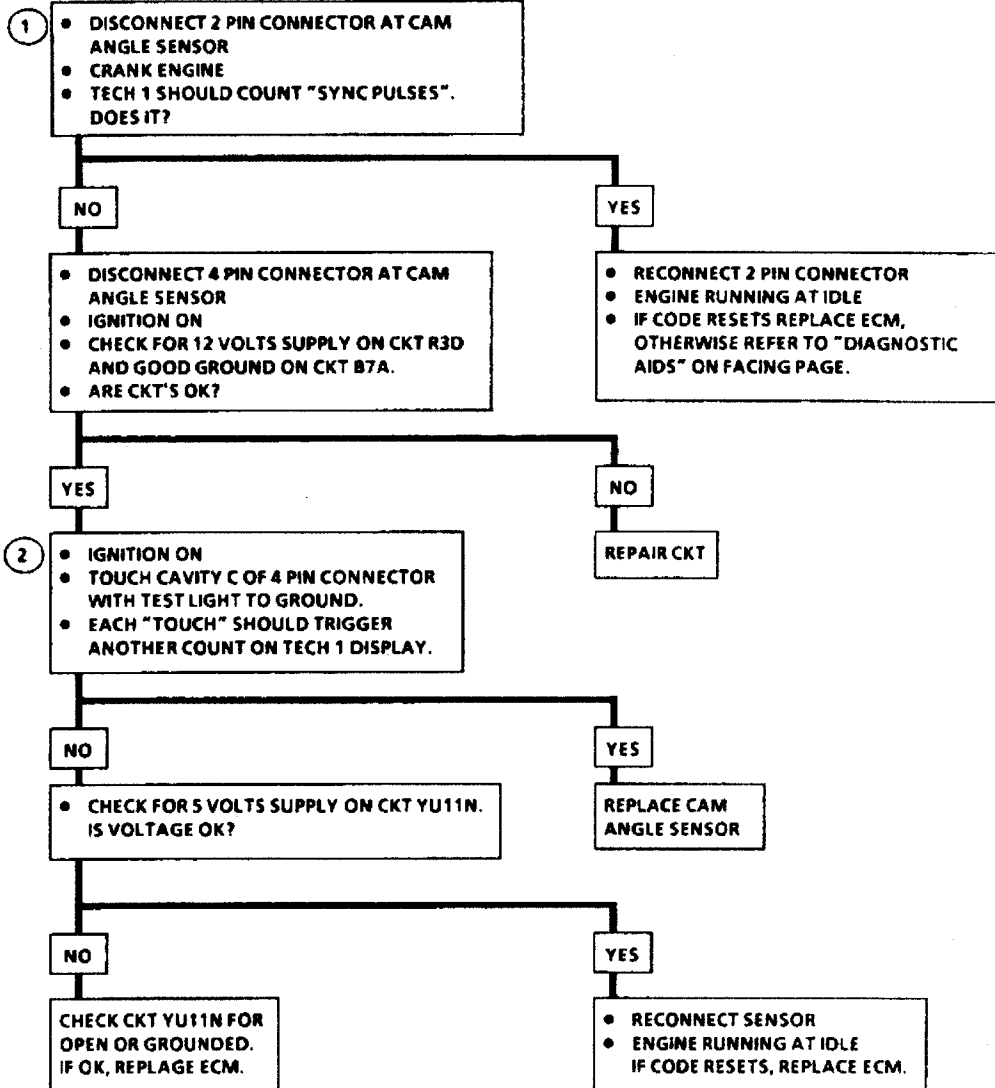 1
• DISCONNECT 2 PIN CONNECTOR AT CAM
ANGLE SENSOR
• CRANK ENGINE
• TECH 1 SHOULD COUNT "SYNC PULSES".
DOES IT?
NO
YES
• DISCONNECT 4 PIN CONNECTOR AT CAM
ANGLE SENSOR
• IGNITION ON
• CHECK FOR 12 VOLTS SUPPLY ON CKT R3D
AND GOOD GROUND ON CKT B7A.
• ARE CKT'S OK?
• RECONNECT 2 PIN CONNECTOR
• ENGINE RUNNING AT IDLE
• IF CODE RESETS REPLACE ECM,
OTHERWISE REFER TO "DIAGNOSTIC
AIDS" ON FACING PAGE.
YES
NO
2
• IGNITION ON
• TOUCH CAVITY C OF 4 PIN CONNECTOR
WITH TEST LIGHT TO GROUND.
• EACH "TOUCH" SHOULD TRIGGER
ANOTHER COUNT ON TECH 1 DISPLAY.
REPAIR CKT
NO
YES
• CHECK FOR 5 VOLTS SUPPLY ON CKT YU11N.
IS VOLTAGE OK?
REPLACE CAM
ANGLE SENSOR
NO
YES
CHECK CKT YU11N FOR
OPEN OR GROUNDED.
IF OK, REPLAGE ECM.
• RECONNECT SENSOR
• ENGINE RUNNING AT IDLE
IF CODE RESETS, REPLACE ECM.